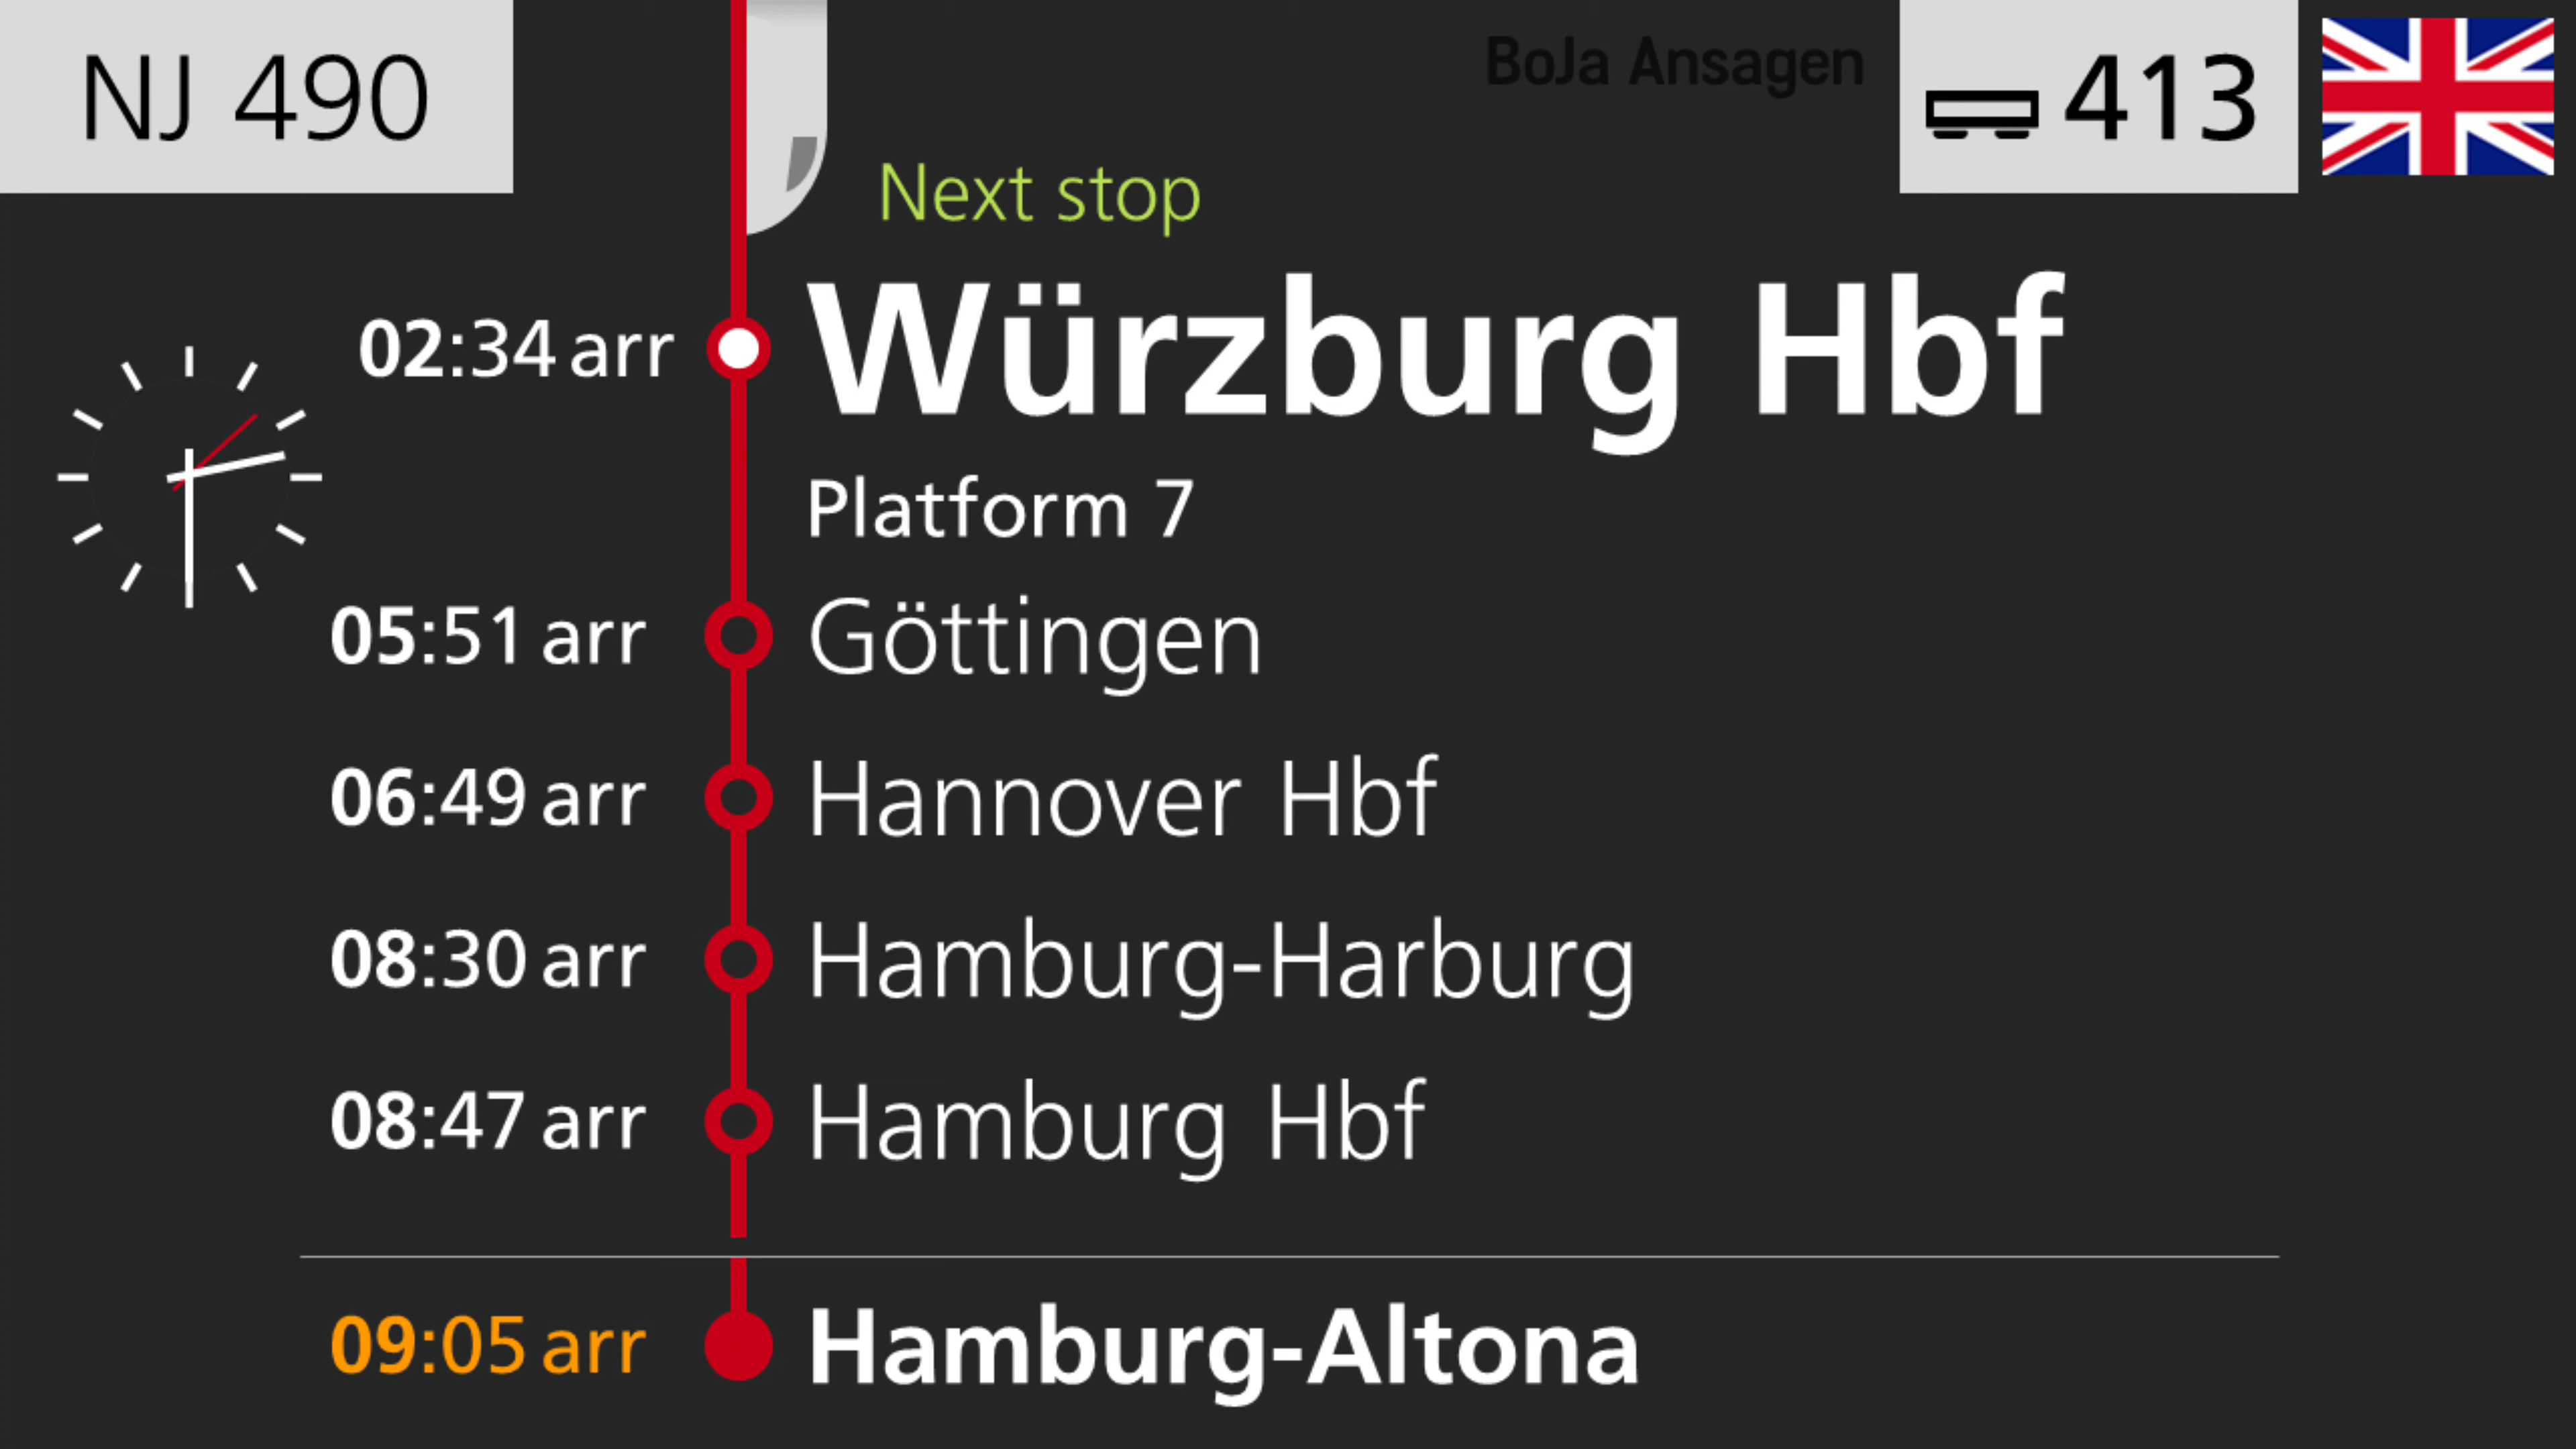 NJ 490
BoJa Ansagen
413
Next stop
02:34 arr Würzburg Hbf
Platform 7
05:51 arr Göttingen
06:49 arr Hannover Hbf
08:30 arr Hamburg-Harburg
08:47 arr Hamburg Hbf
09:05 arr Hamburg-Altona